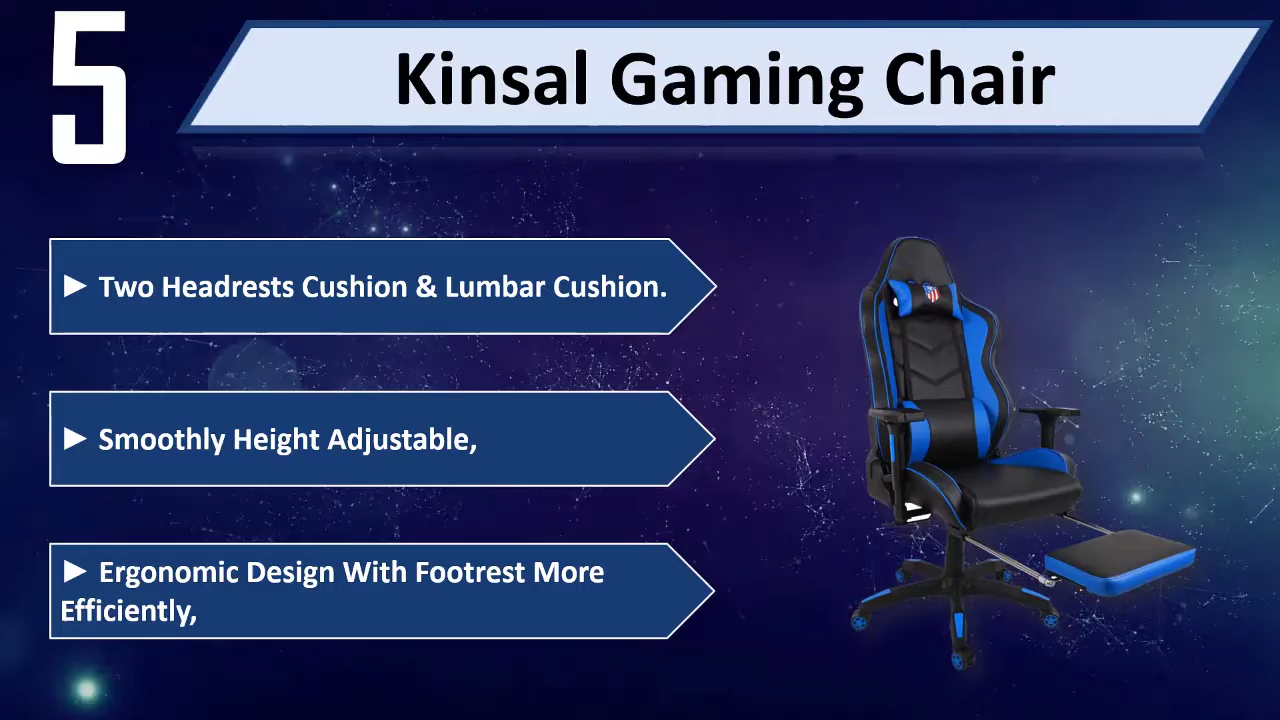 5
Kinsal Gaming Chair
► Two Headrests Cushion & Lumbar Cushion.
► Smoothly Height Adjustable,
► Ergonomic Design With Footrest More
Efficiently,